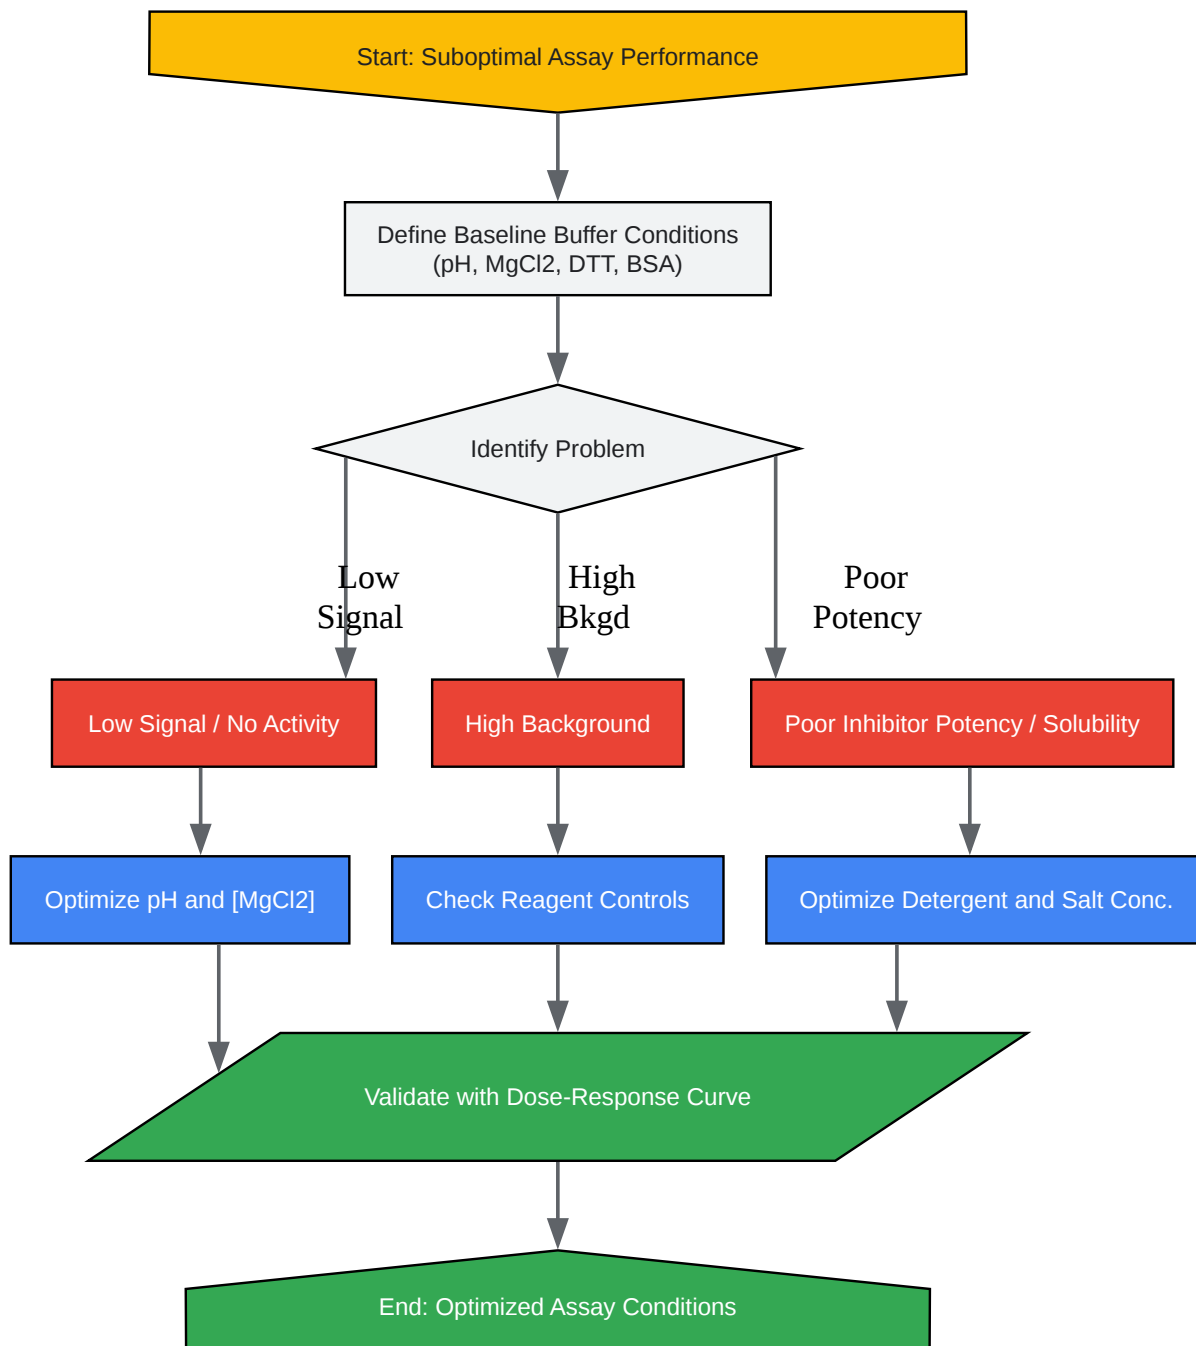 Start: Suboptimal Assay Performance
Define Baseline Buffer Conditions
(pH, MgCl2, DTT, BSA)
Identify Problem
Low
Signal
High
Bkgd
Poor
Potency
Low Signal / No Activity
High Background
Poor Inhibitor Potency / Solubility
Optimize pH and [MgCl2]
Check Reagent Controls
Optimize Detergent and Salt Conc.
Validate with Dose-Response Curve
End: Optimized Assay Conditions